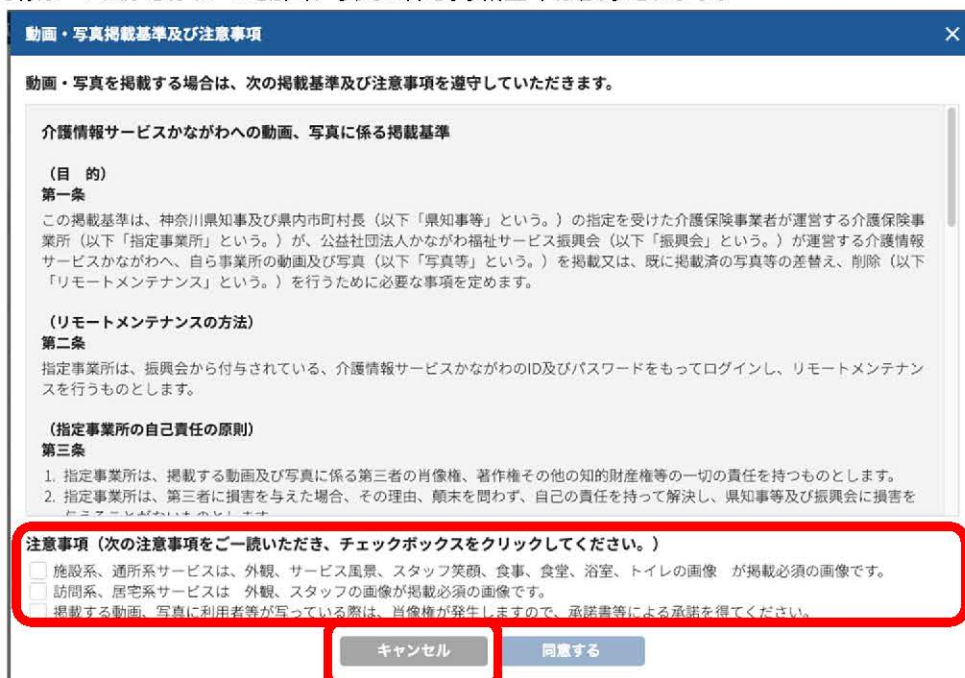 動画・写真掲載基準及び注意事項
動画・写真を掲載する場合は、次の掲載基準及び注意事項を遵守していただきます。
介護情報サービスかながわへの動画、写真に係る掲載基準
（目　的）
第一条
この掲載基準は、神奈川県知事及び県内市町村長（以下「県知事等」という。）の指定を受けた介護保険事業者が運営する介護保険事
業所（以下「指定事業所」という。）が、公益社団法人かながわ福祉サービス振興会（以下「振興会」という。）が運営する介護情報
サービスかながわへ、自ら事業所の動画及び写真（以下「写真等」という。）を掲載又は、既に掲載済の写真等の差替え、削除（以下
「リモートメンテナンス」という。）を行うために必要な事項を定めます。
（リモートメンテナンスの方法）
第二条
指定事業所は、振興会から付与されている、介護情報サービスかながわのID及びパスワードをもってログインし、リモートメンテナン
スを行うものとします。
（指定事業所の自己責任の原則）
第三条
1. 指定事業所は、掲載する動画及び写真に係る第三者の肖像権、著作権その他の知的財産権等の一切の責任を持つものとします。
2. 指定事業所は、第三者に損害を与えた場合、その理由、顛末を問わず、自己の責任を持って解決し、県知事等及び振興会に損害を
与えることがないものとします。
注意事項（次の注意事項をご一読いただき、チェックボックスをクリックしてください。）
施設系、通所系サービスは、外観、サービス風景、スタッフ笑顔、食事、食堂、浴室、トイレの画像　が掲載必須の画像です。
訪問系、居宅系サービスは　外観、スタッフの画像が掲載必須の画像です。
掲載する動画、写真に利用者等が写っている際は、肖像権が発生しますので、承諾書等による承諾を得てください。
キャンセル　同意する